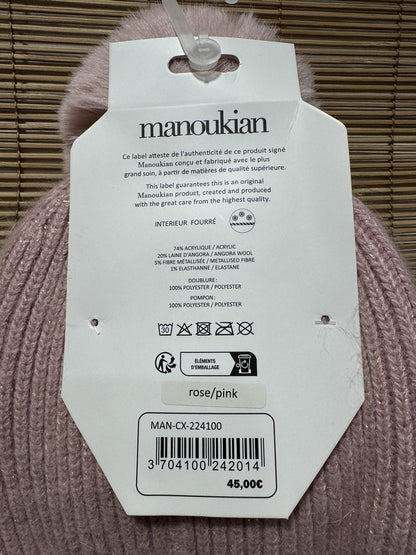 manoukian
Ce label atteste de l'authenticité de ce produit signé
Manoukian conçu et fabriqué avec le plus
grand soin, à partir de matières de qualité supérieure.
This label guarantees this is an original
Manoukian product, created and produced
with the great care from the highest quality.
INTERIEUR FOURRÉ
74% ACRYLIQUE / ACRYLIC
20% LAINE D'ANGORA / ANGORA WOOL
5% FIBRE MÉTALLISÉE / METALLISED FIBRE
1% ELASTHANNE / ELASTANE
DOUBLURE :
100% POLYESTER / POLYESTER
POMPON :
100% POLYESTER / POLYESTER
30
ÉLÉMENTS
D'EMBALLAGE
rose/pink
MAN-CX-224100
3 704100 242014
45,00€